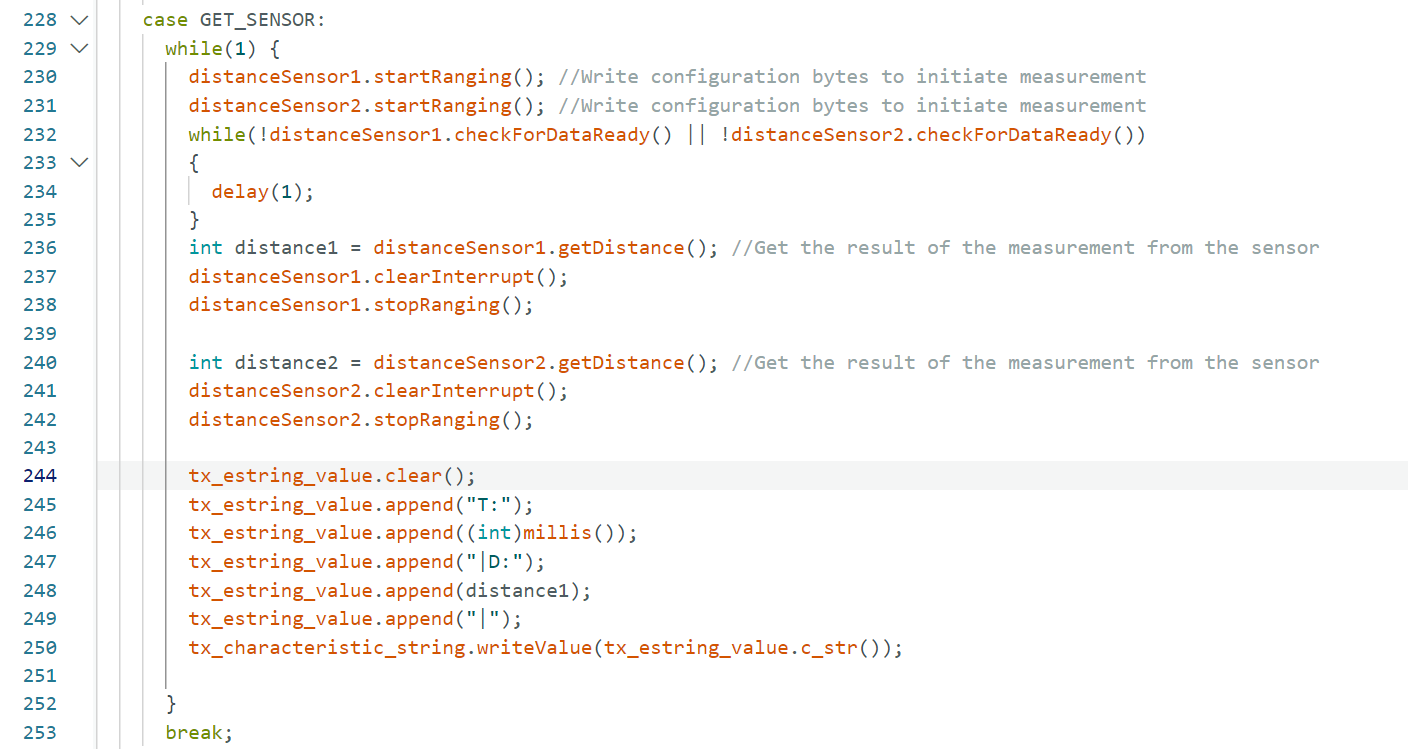 228 case GET_SENSOR:
229 while(1) {
230 distanceSensor1.startRanging(); //Write configuration bytes to initiate measurement
231 distanceSensor2.startRanging(); //Write configuration bytes to initiate measurement
232 while(!distanceSensor1.checkForDataReady() || !distanceSensor2.checkForDataReady())
233 {
234 delay(1);
235 }
236 int distance1 = distanceSensor1.getDistance(); //Get the result of the measurement from the sensor
237 distanceSensor1.clearInterrupt();
238 distanceSensor1.stopRanging();
239
240 int distance2 = distanceSensor2.getDistance(); //Get the result of the measurement from the sensor
241 distanceSensor2.clearInterrupt();
242 distanceSensor2.stopRanging();
243
244 tx_estring_value.clear();
245 tx_estring_value.append("T:");
246 tx_estring_value.append((int)millis());
247 tx_estring_value.append("|D:");
248 tx_estring_value.append(distance1);
249 tx_estring_value.append("|");
250 tx_characteristic_string.writeValue(tx_estring_value.c_str());
251
252 }
253 break;